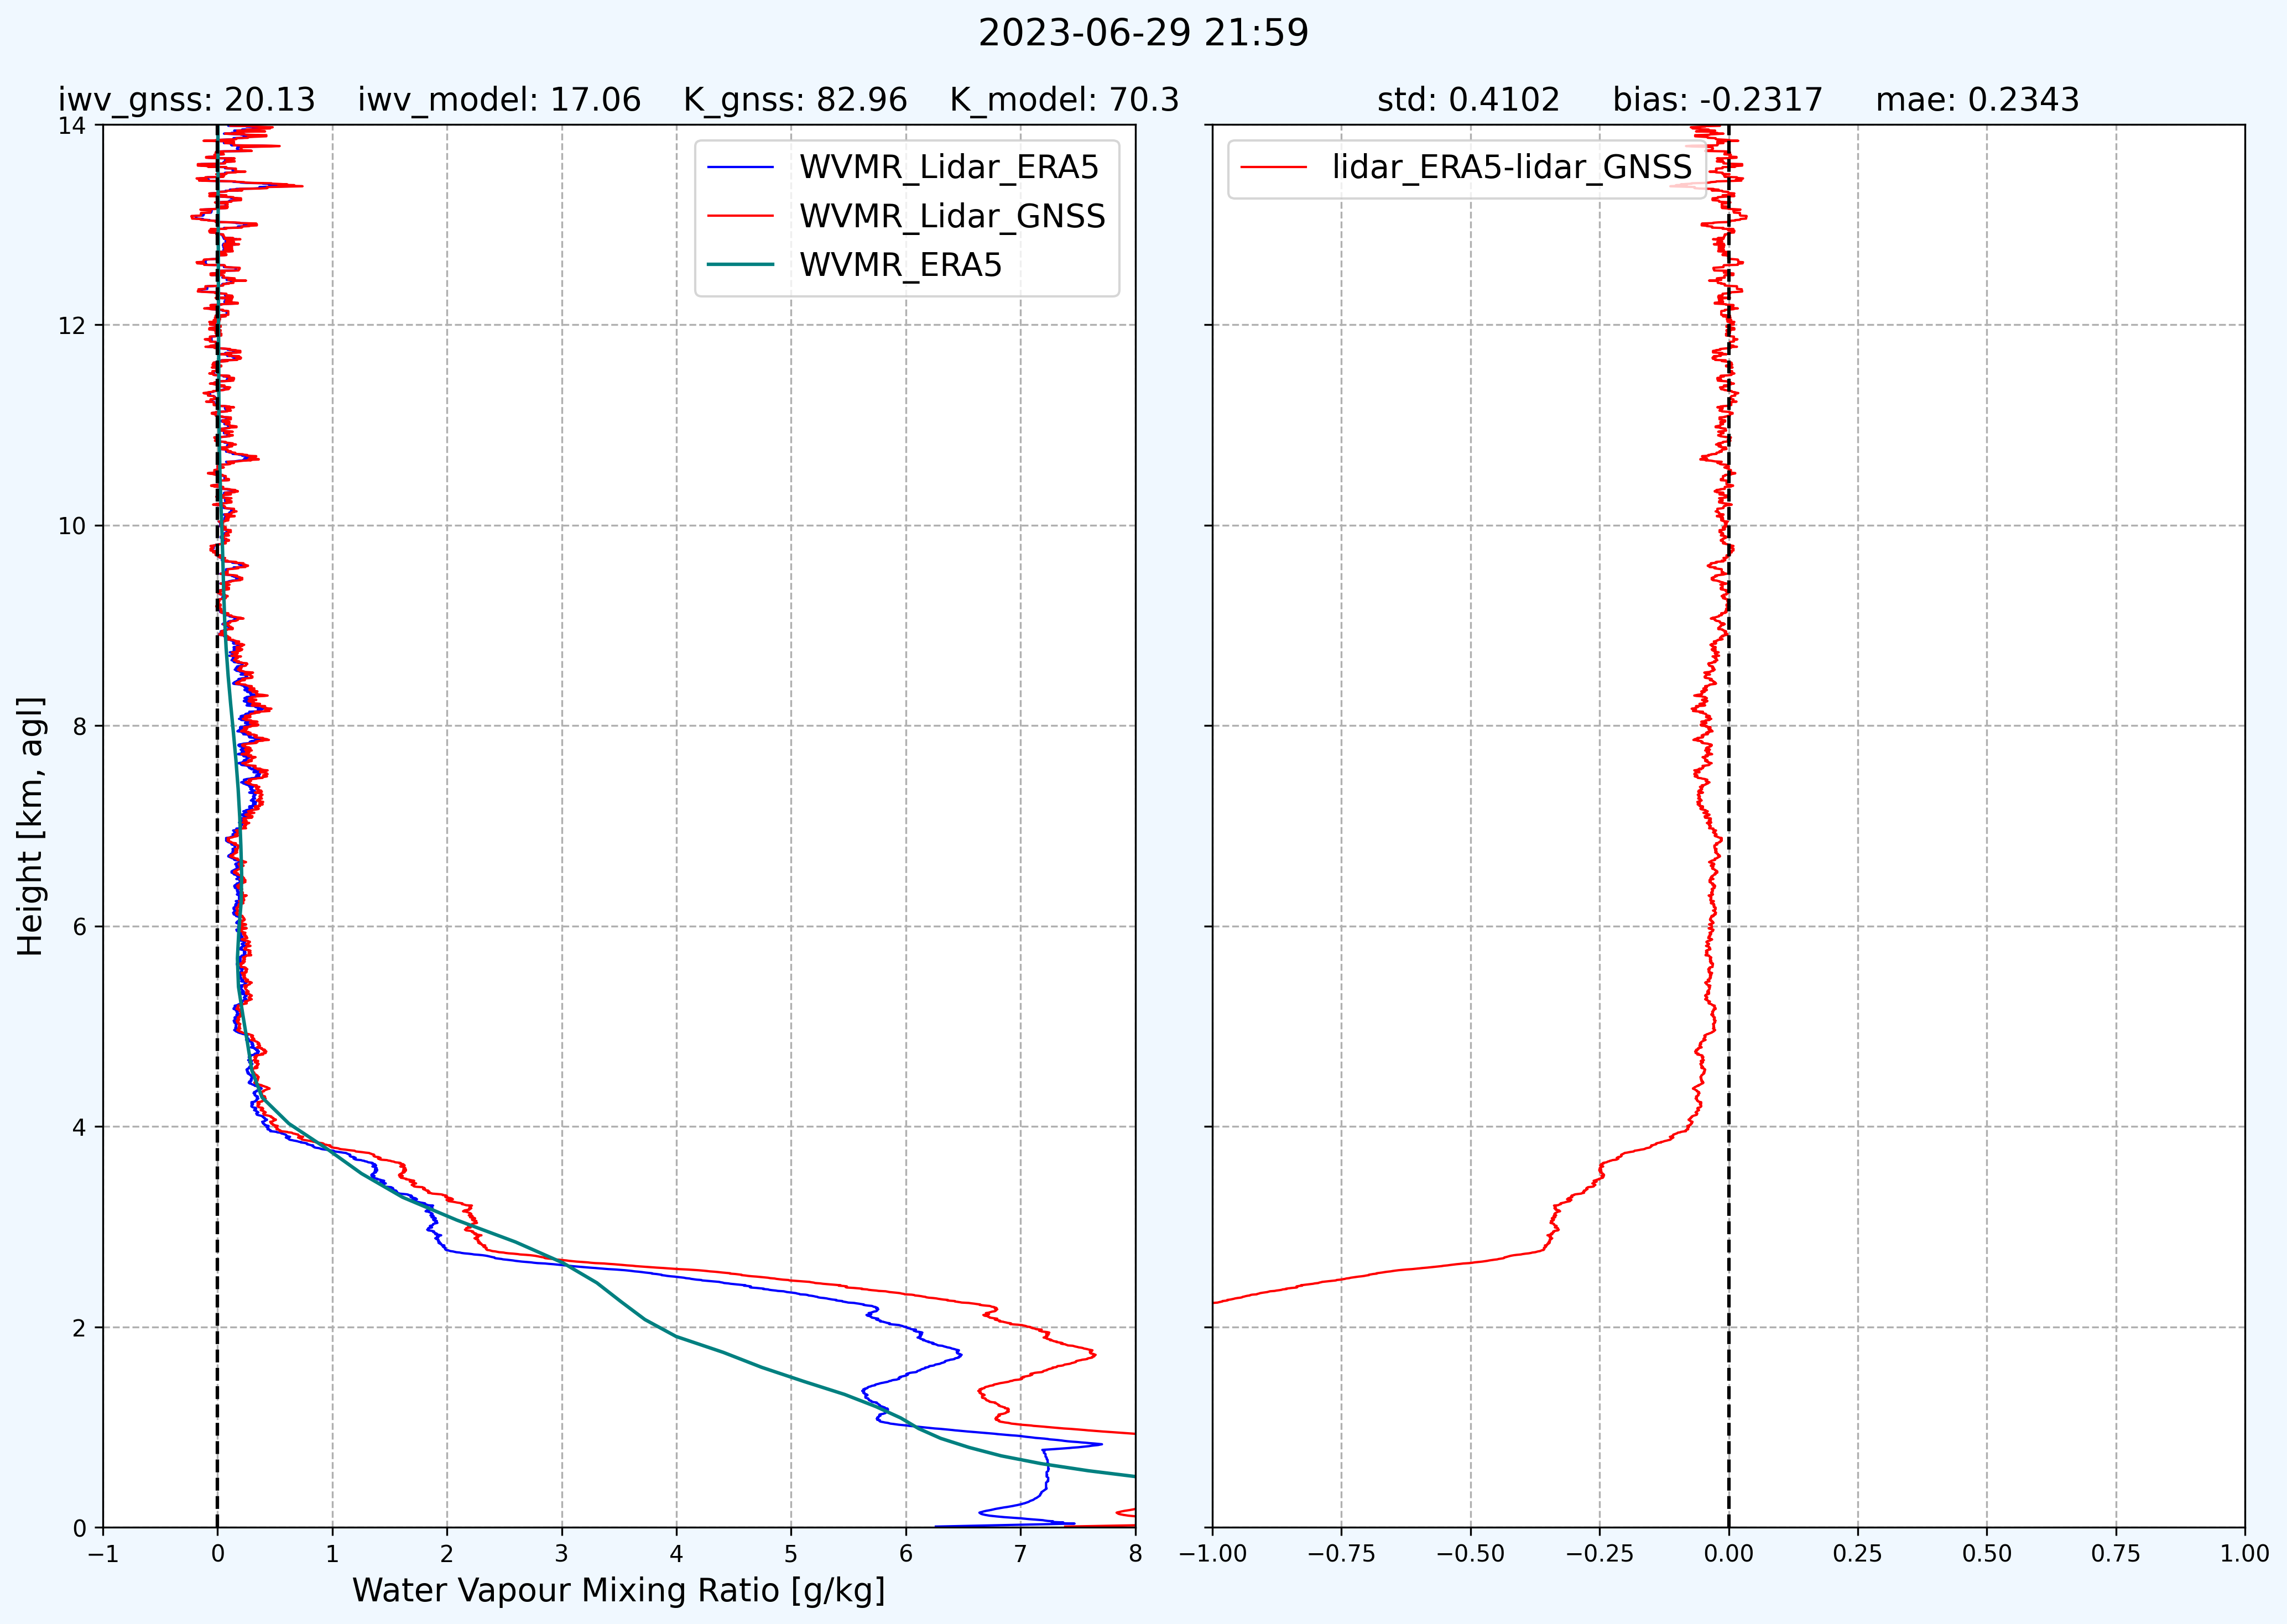 2023-06-29 21:59
iwv_gnss: 20.13 iwv_model: 17.06 K_gnss: 82.96 K_model: 70.3
std: 0.4102 bias: -0.2317 mae: 0.2343
WVMR_Lidar_ERA5
WVMR_Lidar_GNSS
WVMR_ERA5
lidar_ERA5-lidar_GNSS
Height [km, agl]
14
12
10
8
6
4
2
0
−1 0 1 2 3 4 5 6 7 8
Water Vapour Mixing Ratio [g/kg]
−1.00 −0.75 −0.50 −0.25 0.00 0.25 0.50 0.75 1.00